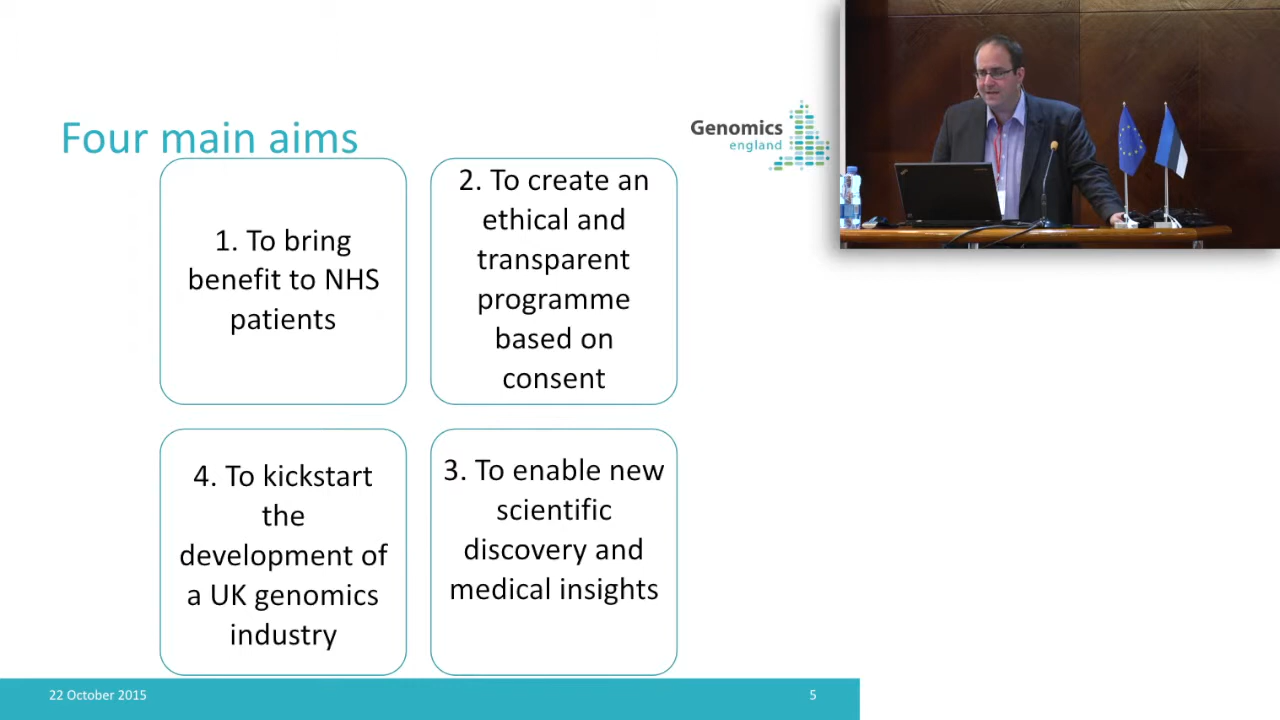 Four main aims
Genomics
england
1. To bring
benefit to NHS
patients
2. To create an
ethical and
transparent
programme
based on
consent
4. To kickstart
the
development of
a UK genomics
industry
3. To enable new
scientific
discovery and
medical insights
22 October 2015
5